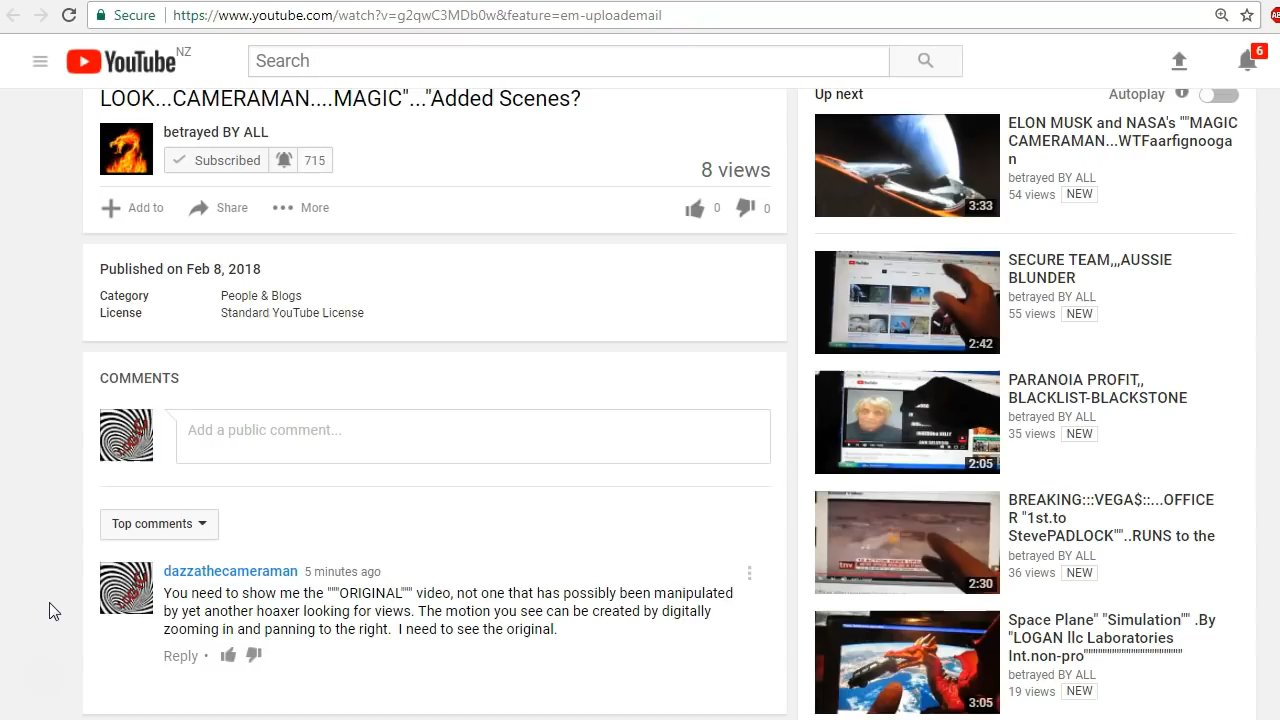 Secure https://www.youtube.com/watch?v=g2qwC3MDb0w&feature=em-uploademail
YouTube NZ
Search
6
LOOK...CAMERAMAN....MAGIC"..."Added Scenes?
betrayed BY ALL
Subscribed 715
8 views
Add to Share More
0 0
Published on Feb 8, 2018
Category People & Blogs
License Standard YouTube License
COMMENTS
Add a public comment...
Top comments
dazzathecameraman 5 minutes ago
You need to show me the """ORIGINAL""" video, not one that has possibly been manipulated
by yet another hoaxer looking for views. The motion you see can be created by digitally
zooming in and panning to the right.  I need to see the original.
Reply
Up next Autoplay
ELON MUSK and NASA's ""MAGIC
CAMERAMAN...WTFaarfignooga
n
betrayed BY ALL
54 views NEW
3:33
SECURE TEAM,,,AUSSIE
BLUNDER
betrayed BY ALL
55 views NEW
2:42
PARANOIA PROFIT,,
BLACKLIST-BLACKSTONE
betrayed BY ALL
35 views NEW
2:05
BREAKING:::VEGA$::...OFFICE
R "1st.to
StevePADLOCK""..RUNS to the
betrayed BY ALL
36 views NEW
2:30
Space Plane" "Simulation"" .By
"LOGAN llc Laboratories
Int.non-pro"""""""""""""""""""""""""
betrayed BY ALL
19 views NEW
3:05